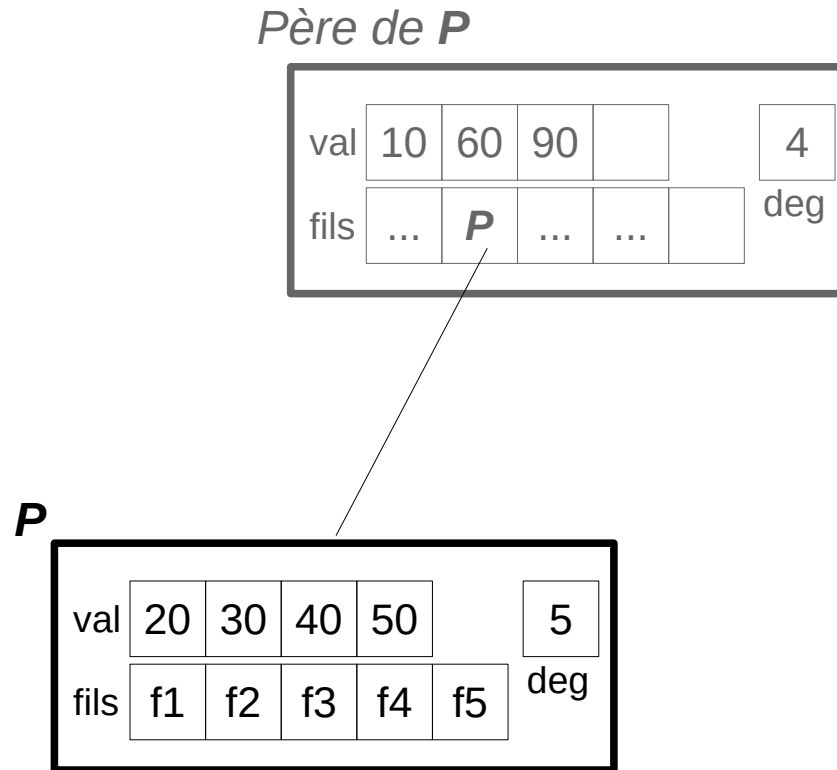 Père de P
val 10 60 90 4
fils ... P ... ... deg
P
val 20 30 40 50 5
fils f1 f2 f3 f4 f5 deg